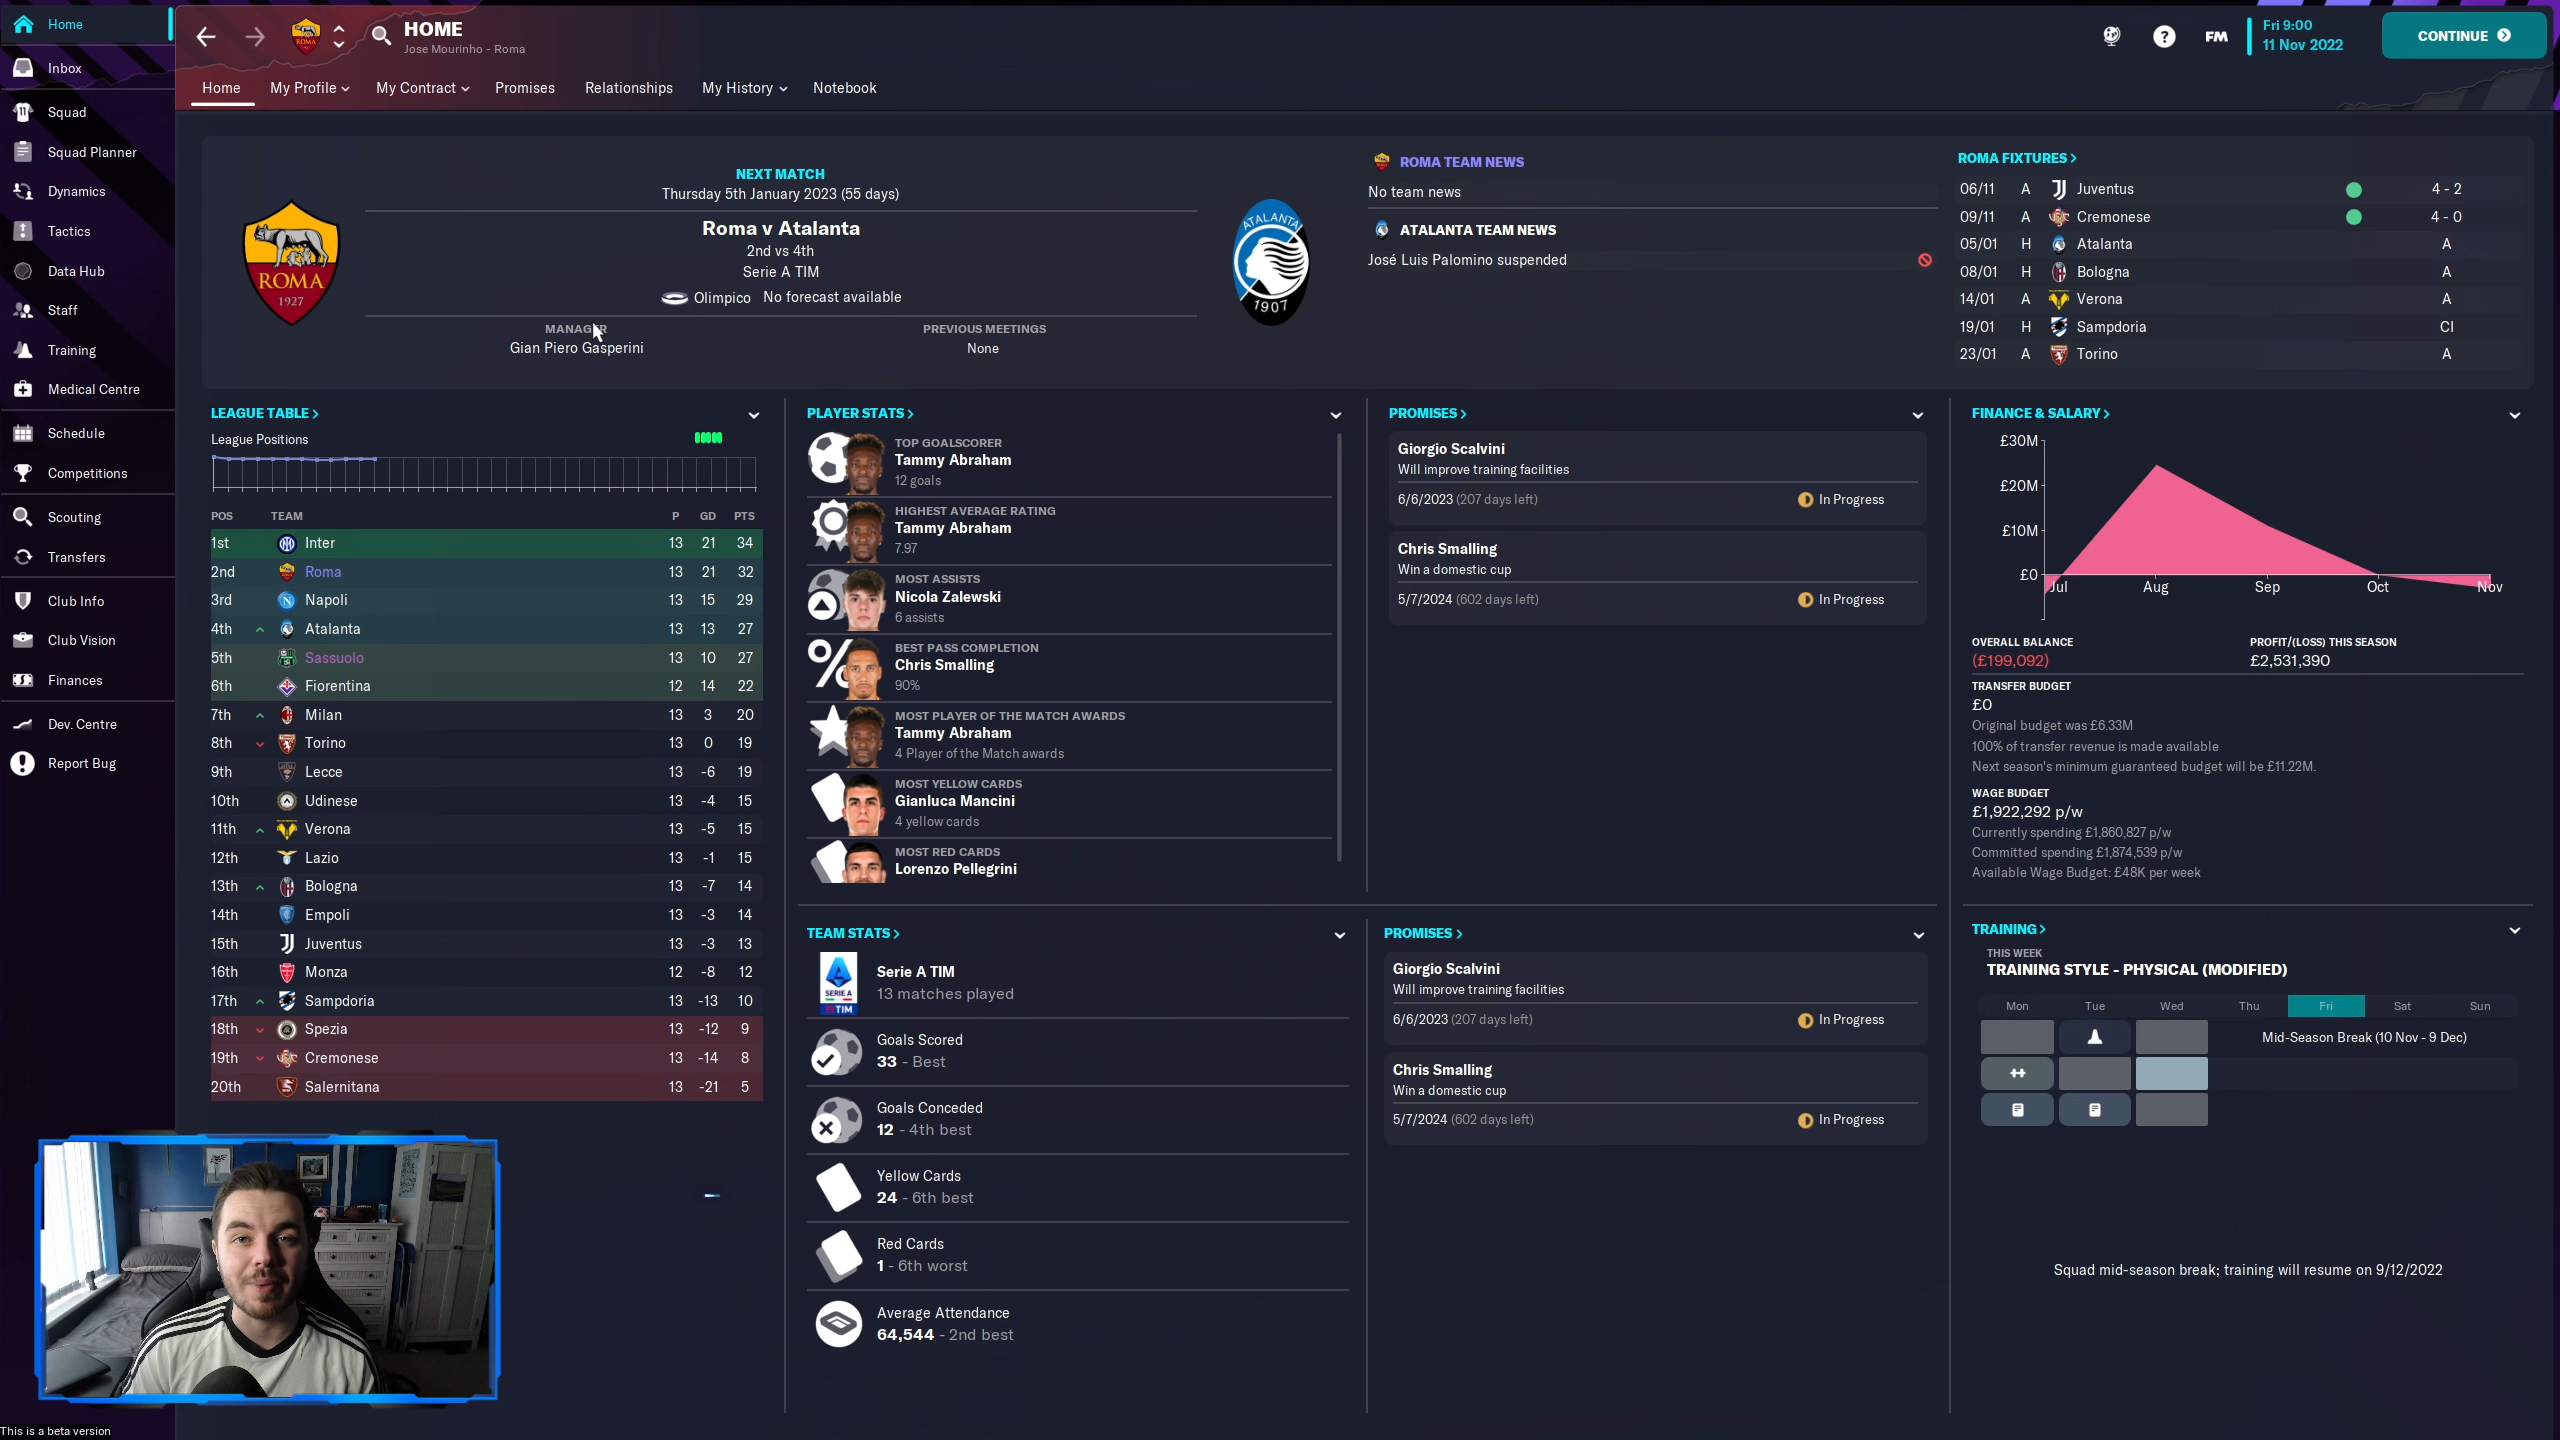 Home
Inbox
Squad
Squad Planner
Dynamics
Tactics
Data Hub
Staff
Training
Medical Centre
Schedule
Competitions
Scouting
Transfers
Club Info
Club Vision
Finances
Dev. Centre
Report Bug
This is a beta version
HOME
Jose Mourinho - Roma
FM
Fri 9:00
11 Nov 2022
CONTINUE
Home My Profile My Contract Promises Relationships My History Notebook
ROMA
1927
NEXT MATCH
Thursday 5th January 2023 (55 days)
Roma v Atalanta
2nd vs 4th
Serie A TIM
Olimpico No forecast available
MANAGER
Gian Piero Gasperini
PREVIOUS MEETINGS
None
ATALANTA
1907
ROMA TEAM NEWS
No team news
ATALANTA TEAM NEWS
José Luis Palomino suspended
ROMA FIXTURES
06/11 A Juventus 4 - 2
09/11 A Cremonese 4 - 0
05/01 H Atalanta A
08/01 H Bologna A
14/01 A Verona A
19/01 H Sampdoria CI
23/01 A Torino A
LEAGUE TABLE
League Positions
POS TEAM P GD PTS
1st Inter 13 21 34
2nd Roma 13 21 32
3rd Napoli 13 15 29
4th Atalanta 13 13 27
5th Sassuolo 13 10 27
6th Fiorentina 12 14 22
7th Milan 13 3 20
8th Torino 13 0 19
9th Lecce 13 -6 19
10th Udinese 13 -4 15
11th Verona 13 -5 15
12th Lazio 13 -1 15
13th Bologna 13 -7 14
14th Empoli 13 -3 14
15th Juventus 13 -3 13
16th Monza 12 -8 12
17th Sampdoria 13 -13 10
18th Spezia 13 -12 9
19th Cremonese 13 -14 8
20th Salernitana 13 -21 5
PLAYER STATS
TOP GOALSCORER
Tammy Abraham
12 goals
HIGHEST AVERAGE RATING
Tammy Abraham
7.97
MOST ASSISTS
Nicola Zalewski
6 assists
BEST PASS COMPLETION
Chris Smalling
90%
MOST PLAYER OF THE MATCH AWARDS
Tammy Abraham
4 Player of the Match awards
MOST YELLOW CARDS
Gianluca Mancini
4 yellow cards
MOST RED CARDS
Lorenzo Pellegrini
TEAM STATS
SERIE A
TIM
Serie A TIM
13 matches played
Goals Scored
33 - Best
Goals Conceded
12 - 4th best
Yellow Cards
24 - 6th best
Red Cards
1 - 6th worst
Average Attendance
64,544 - 2nd best
PROMISES
Giorgio Scalvini
Will improve training facilities
6/6/2023 (207 days left) In Progress
Chris Smalling
Win a domestic cup
5/7/2024 (602 days left) In Progress
PROMISES
Giorgio Scalvini
Will improve training facilities
6/6/2023 (207 days left) In Progress
Chris Smalling
Win a domestic cup
5/7/2024 (602 days left) In Progress
FINANCE & SALARY
£30M
£20M
£10M
£0
Jul Aug Sep Oct Nov
OVERALL BALANCE
(£199,092)
PROFIT/(LOSS) THIS SEASON
£2,531,390
TRANSFER BUDGET
£0
Original budget was £6.33M
100% of transfer revenue is made available
Next season's minimum guaranteed budget will be £11.22M.
WAGE BUDGET
£1,922,292 p/w
Currently spending £1,860,827 p/w
Committed spending £1,874,539 p/w
Available Wage Budget: £48K per week
TRAINING
THIS WEEK
TRAINING STYLE - PHYSICAL (MODIFIED)
Mon Tue Wed Thu Fri Sat Sun
Mid-Season Break (10 Nov - 9 Dec)
Squad mid-season break; training will resume on 9/12/2022